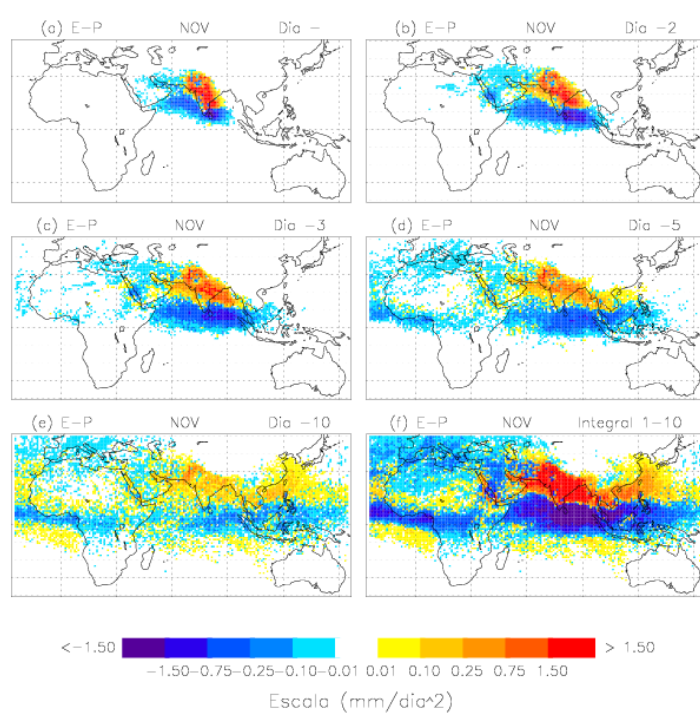 (a) E-P NOV Dia -
(b) E-P NOV Dia -2
(c) E-P NOV Dia -3
(d) E-P NOV Dia -5
(e) E-P NOV Dia -10
(f) E-P NOV Integral 1-10
<-1.50 > 1.50
-1.50-0.75-0.25-0.10-0.01 0.01 0.10 0.25 0.75 1.50
Escala (mm/dia^2)